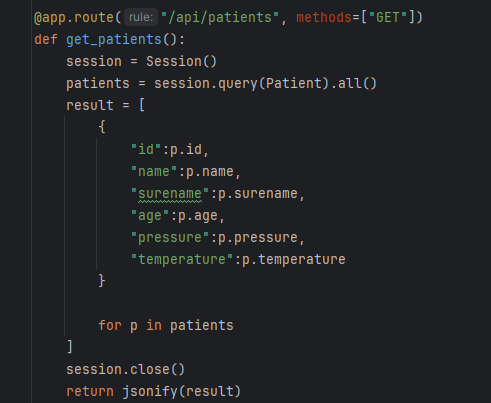 @app.route( rule: "/api/patients", methods=["GET"])
def get_patients():
    session = Session()
    patients = session.query(Patient).all()
    result = [
        {
            "id":p.id,
            "name":p.name,
            "surename":p.surename,
            "age":p.age,
            "pressure":p.pressure,
            "temperature":p.temperature
        }
        for p in patients
    ]
    session.close()
    return jsonify(result)